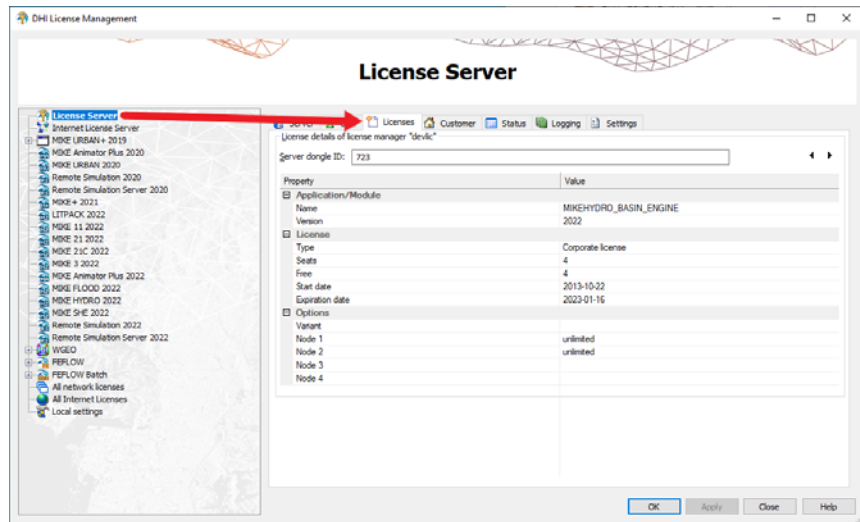 DHI License Management
License Server
License Server
Internet License Server
MIKE URBAN+ 2019
MIKE Animator Plus 2020
MIKE URBAN 2020
Remote Simulation 2020
Remote Simulation Server 2020
MIKE+ 2021
LITPACK 2022
MIKE 11 2022
MIKE 21 2022
MIKE 21C 2022
MIKE 3 2022
MIKE Animator Plus 2022
MIKE FLOOD 2022
MIKE HYDRO 2022
MIKE SHE 2022
Remote Simulation 2022
Remote Simulation Server 2022
WGEO
FEFLOW
FEFLOW Batch
All network licenses
All Internet Licenses
Local settings
Licenses Customer Status Logging Settings
License details of license manager "devlic"
Server dongle ID: 723
Property Value
Application/Module
Name MIKEHYDRO_BASIN_ENGINE
Version 2022
License
Type Corporate license
Seats 4
Free 4
Start date 2013-10-22
Expiration date 2023-01-16
Options
Variant
Node 1 unlimited
Node 2 unlimited
Node 3
Node 4
OK Apply Close Help